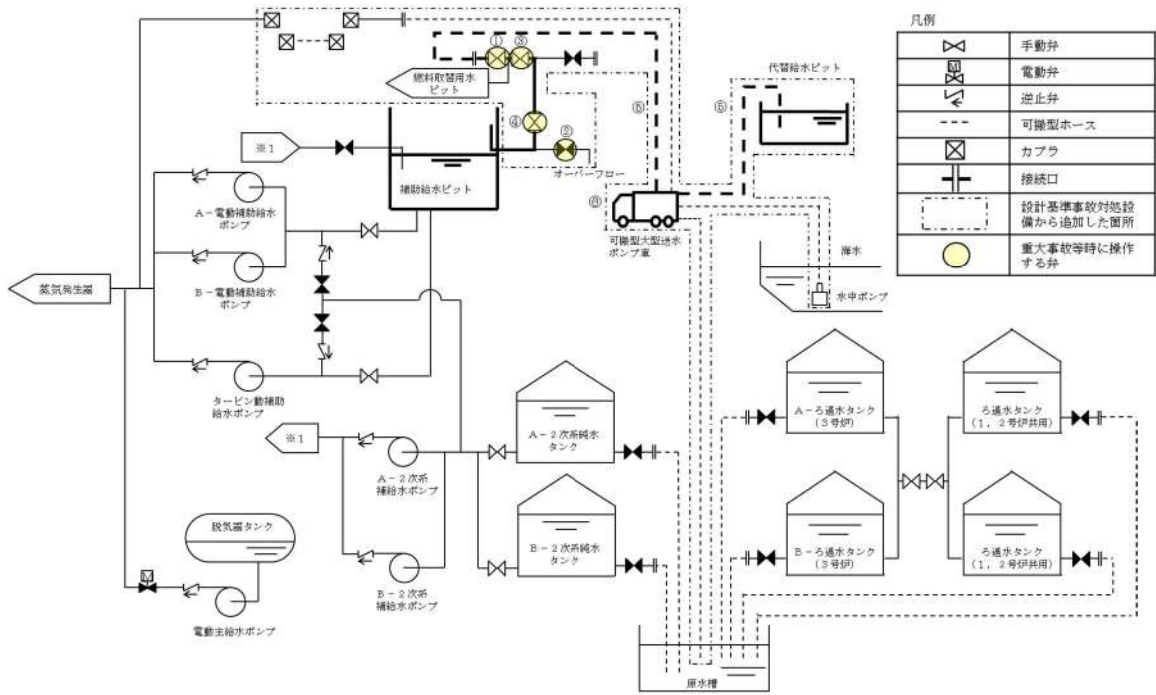 凡例
手動弁
M
電動弁
逆止弁
可搬型ホース
カプラ
接続口
設計基準事故対処設
備から追加した箇所
重大事故等時に操作
する弁
①
③
燃料取替用水
ピット
④
②
オーバーフロー
⑤
⑤
代替給水ピット
※1
補助給水ピット
可搬型大型送水
ポンプ車
海水
水中ポンプ
A-電動補助給水
ポンプ
B-電動補助給水
ポンプ
蒸気発生器
タービン動補助
給水ポンプ
※1
A-2次系
補給水ポンプ
B-2次系
補給水ポンプ
A-2次系純水
タンク
B-2次系純水
タンク
A-ろ過水タンク
(3号炉)
ろ過水タンク
(1,2号炉共用)
B-ろ過水タンク
(3号炉)
ろ過水タンク
(1,2号炉共用)
脱気器タンク
M
電動主給水ポンプ
原水槽